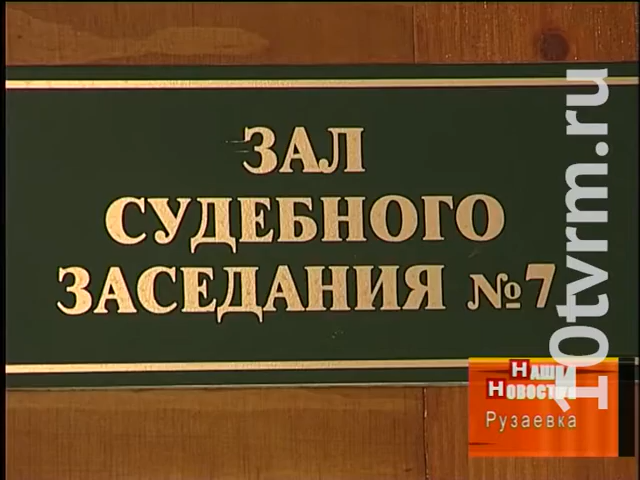 ЗАЛ
СУДЕБНОГО
ЗАСЕДАНИЯ №7
10tvrm.ru
НАШИ
НОВОСТИ
Рузаевка